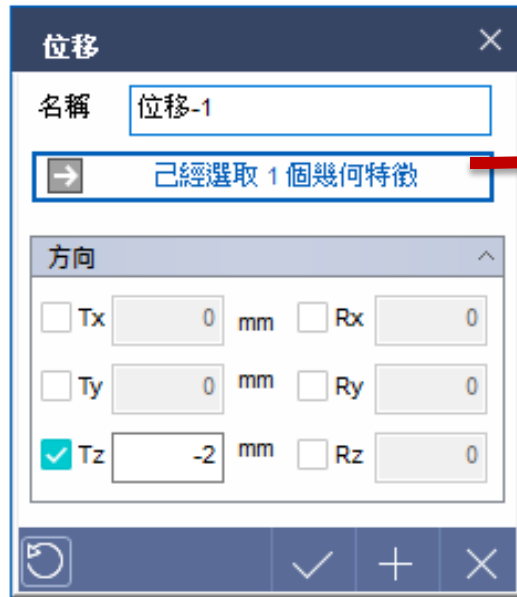 位移
名稱 位移-1
己經選取 1 個幾何特徵
方向
Tx 0 mm Rx 0
Ty 0 mm Ry 0
Tz -2 mm Rz 0